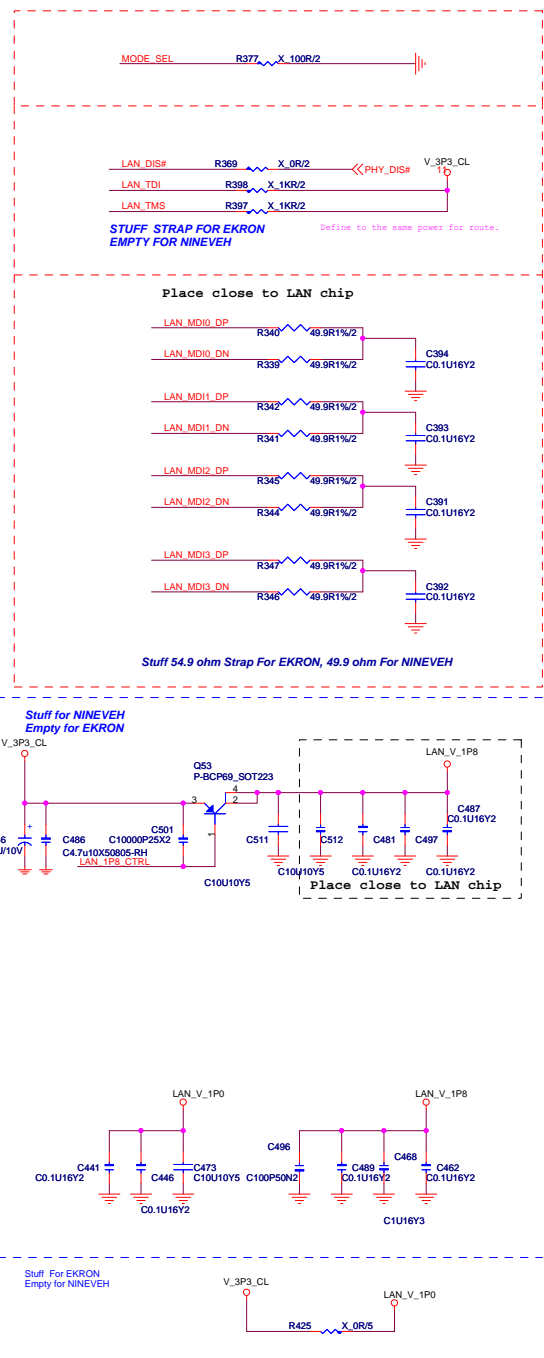 MODE_SEL R377 X_100R/2
LAN_DIS# R369 X_0R/2 PHY_DIS# 11 V_3P3_CL
LAN_TDI R398 X_1KR/2
LAN_TMS R397 X_1KR/2
STUFF STRAP FOR EKRON
EMPTY FOR NINEVEH
Define to the same power for route.
Place close to LAN chip
LAN_MDI0_DP R340 49.9R1%/2
LAN_MDI0_DN R339 49.9R1%/2
C394
C0.1U16Y2
LAN_MDI1_DP R342 49.9R1%/2
LAN_MDI1_DN R341 49.9R1%/2
C393
C0.1U16Y2
LAN_MDI2_DP R345 49.9R1%/2
LAN_MDI2_DN R344 49.9R1%/2
C391
C0.1U16Y2
LAN_MDI3_DP R347 49.9R1%/2
LAN_MDI3_DN R346 49.9R1%/2
C392
C0.1U16Y2
Stuff 54.9 ohm Strap For EKRON, 49.9 ohm For NINEVEH
Stuff for NINEVEH
Empty for EKRON
V_3P3_CL
LAN_V_1P8
Q53
P-BCP69_SOT223
3 4
2
1
+
6
U/10V
C486
C4.7u10X50805-RH
C501
C10000P25X2
LAN_1P8_CTRL
C511
C10U10Y5
C512
C10U10Y5
C481
C0.1U16Y2
C497
C0.1U16Y2
C487
C0.1U16Y2
Place close to LAN chip
LAN_V_1P0
C441
C0.1U16Y2
C446
C0.1U16Y2
C473
C10U10Y5
LAN_V_1P8
C496
C100P50N2
C489
C0.1U16Y2
C468
C1U16Y3
C462
C0.1U16Y2
Stuff For EKRON
Empty for NINEVEH
V_3P3_CL LAN_V_1P0
R425 X_0R/5